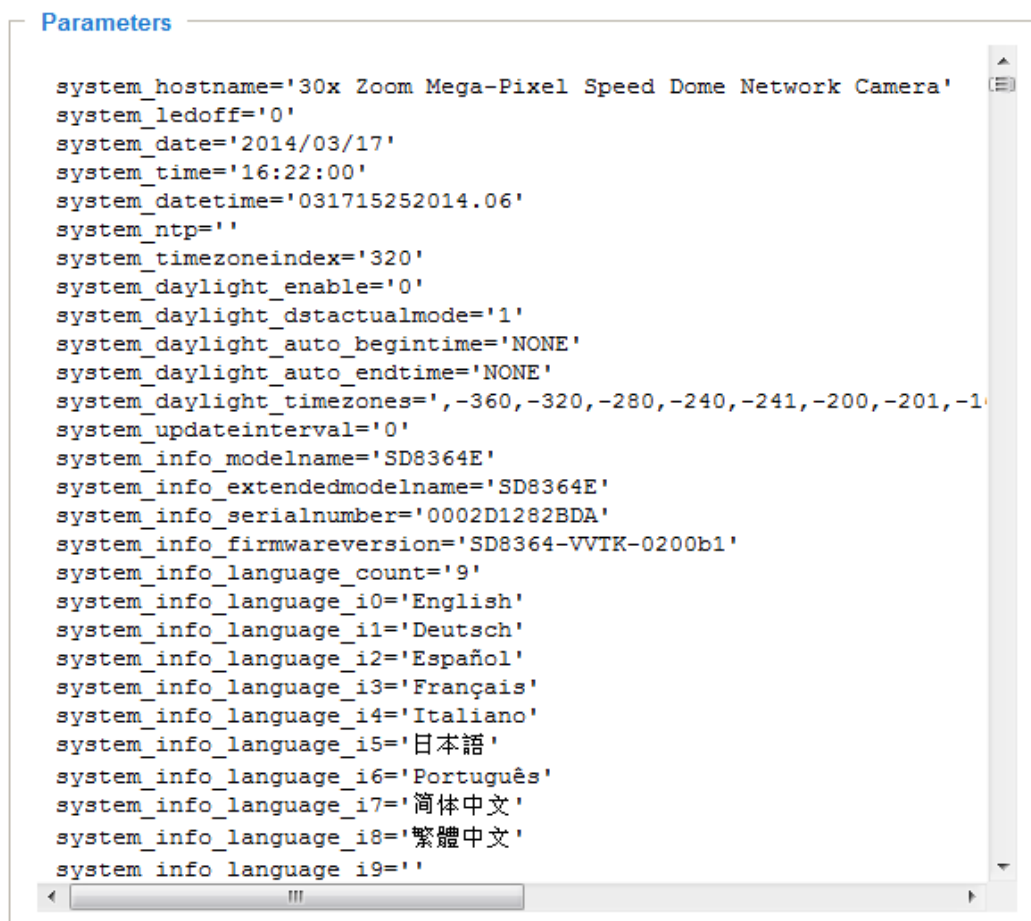 Parameters
system_hostname='30x Zoom Mega-Pixel Speed Dome Network Camera'
system_ledoff='0'
system_date='2014/03/17'
system_time='16:22:00'
system_datetime='031715252014.06'
system_ntp=''
system_timezoneindex='320'
system_daylight_enable='0'
system_daylight_dstactualmode='1'
system_daylight_auto_begintime='NONE'
system_daylight_auto_endtime='NONE'
system_daylight_timezones=',-360,-320,-280,-240,-241,-200,-201,-1
system_updateinterval='0'
system_info_modelname='SD8364E'
system_info_extendedmodelname='SD8364E'
system_info_serialnumber='0002D1282BDA'
system_info_firmwareversion='SD8364-VVTK-0200b1'
system_info_language_count='9'
system_info_language_i0='English'
system_info_language_i1='Deutsch'
system_info_language_i2='Español'
system_info_language_i3='Français'
system_info_language_i4='Italiano'
system_info_language_i5='日本語'
system_info_language_i6='Português'
system_info_language_i7='简体中文'
system_info_language_i8='繁體中文'
system_info_language_i9=''